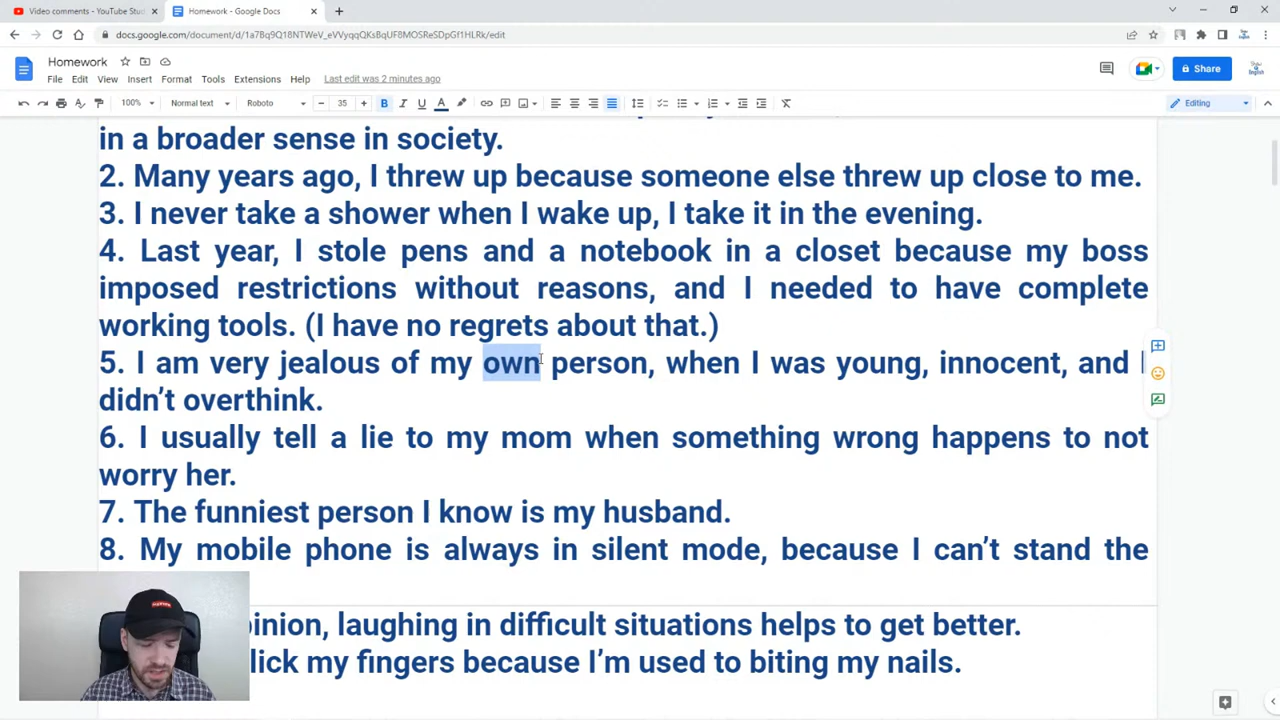 Video comments - YouTube Stud
Homework - Google Docs
docs.google.com/document/d/1a7Bq9Q18NTWeV_eVVyqqQKsBqUF8MOSReSDpGf1HLRk/edit
Homework
File Edit View Insert Format Tools Extensions Help Last edit was 2 minutes ago
Share
100% Normal text Roboto 35 Editing
in a broader sense in society.
2. Many years ago, I threw up because someone else threw up close to me.
3. I never take a shower when I wake up, I take it in the evening.
4. Last year, I stole pens and a notebook in a closet because my boss
imposed restrictions without reasons, and I needed to have complete
working tools. (I have no regrets about that.)
5. I am very jealous of my own person, when I was young, innocent, and I
didn’t overthink.
6. I usually tell a lie to my mom when something wrong happens to not
worry her.
7. The funniest person I know is my husband.
8. My mobile phone is always in silent mode, because I can’t stand the
pinion, laughing in difficult situations helps to get better.
lick my fingers because I’m used to biting my nails.